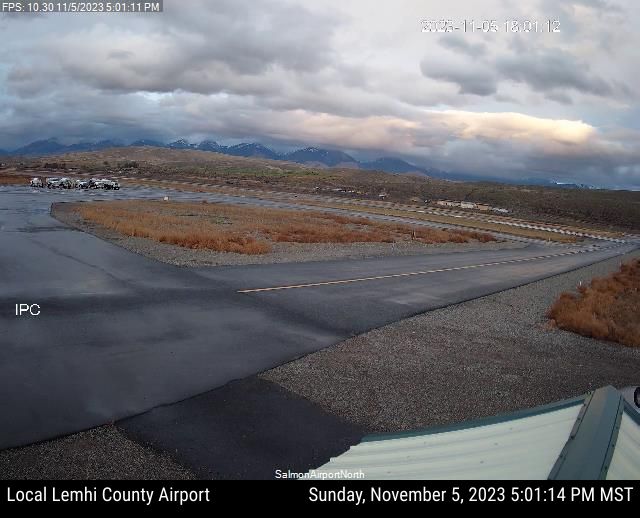 FPS: 10.30 11/5/2023 5:01:11 PM
2023-11-05 18:01:12
IPC
SalmonAirportNorth
Local Lemhi County Airport
Sunday, November 5, 2023 5:01:14 PM MST